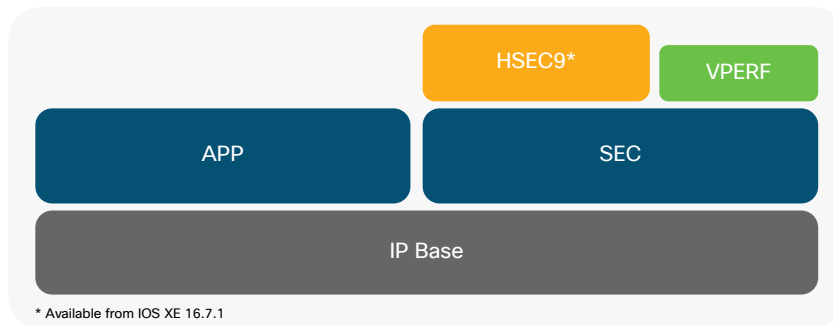 HSEC9*
VPERF
APP
SEC
IP Base
* Available from IOS XE 16.7.1